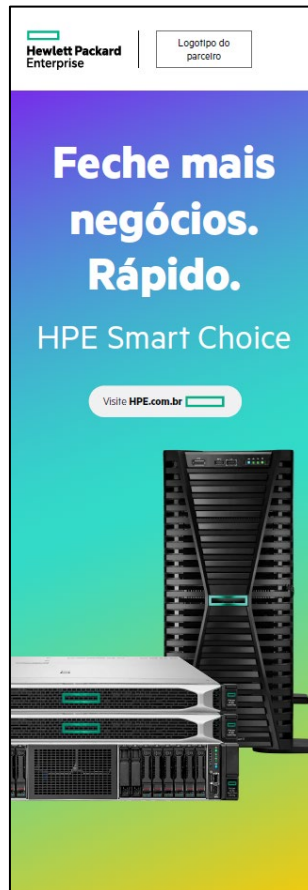 Hewlett Packard
Enterprise
Logotipo do
parceiro
Feche mais
negócios.
Rápido.
HPE Smart Choice
Visite HPE.com.br